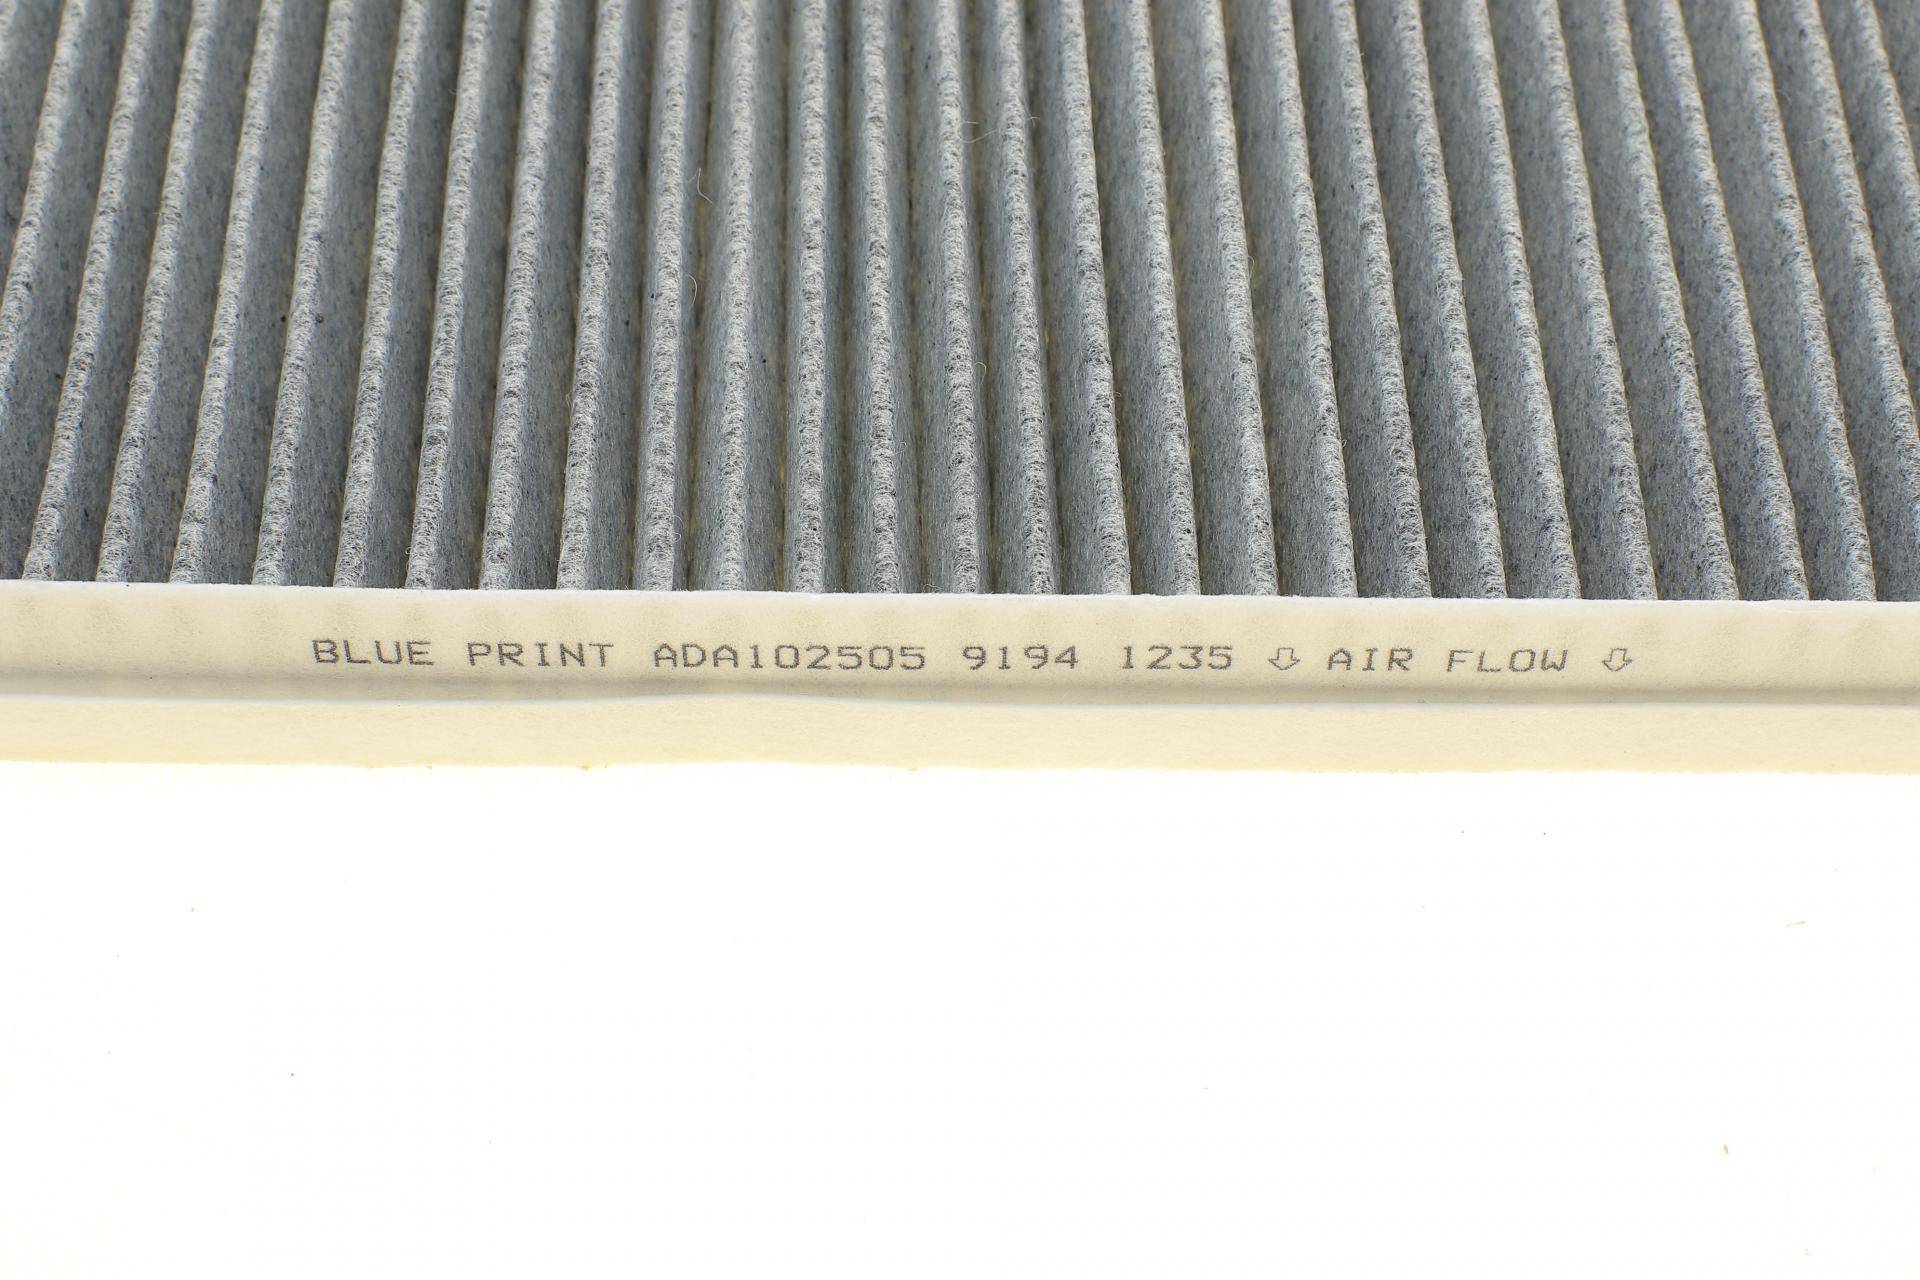 BLUE PRINT ADA102505 9194 1235 ⇩ AIR FLOW ⇩